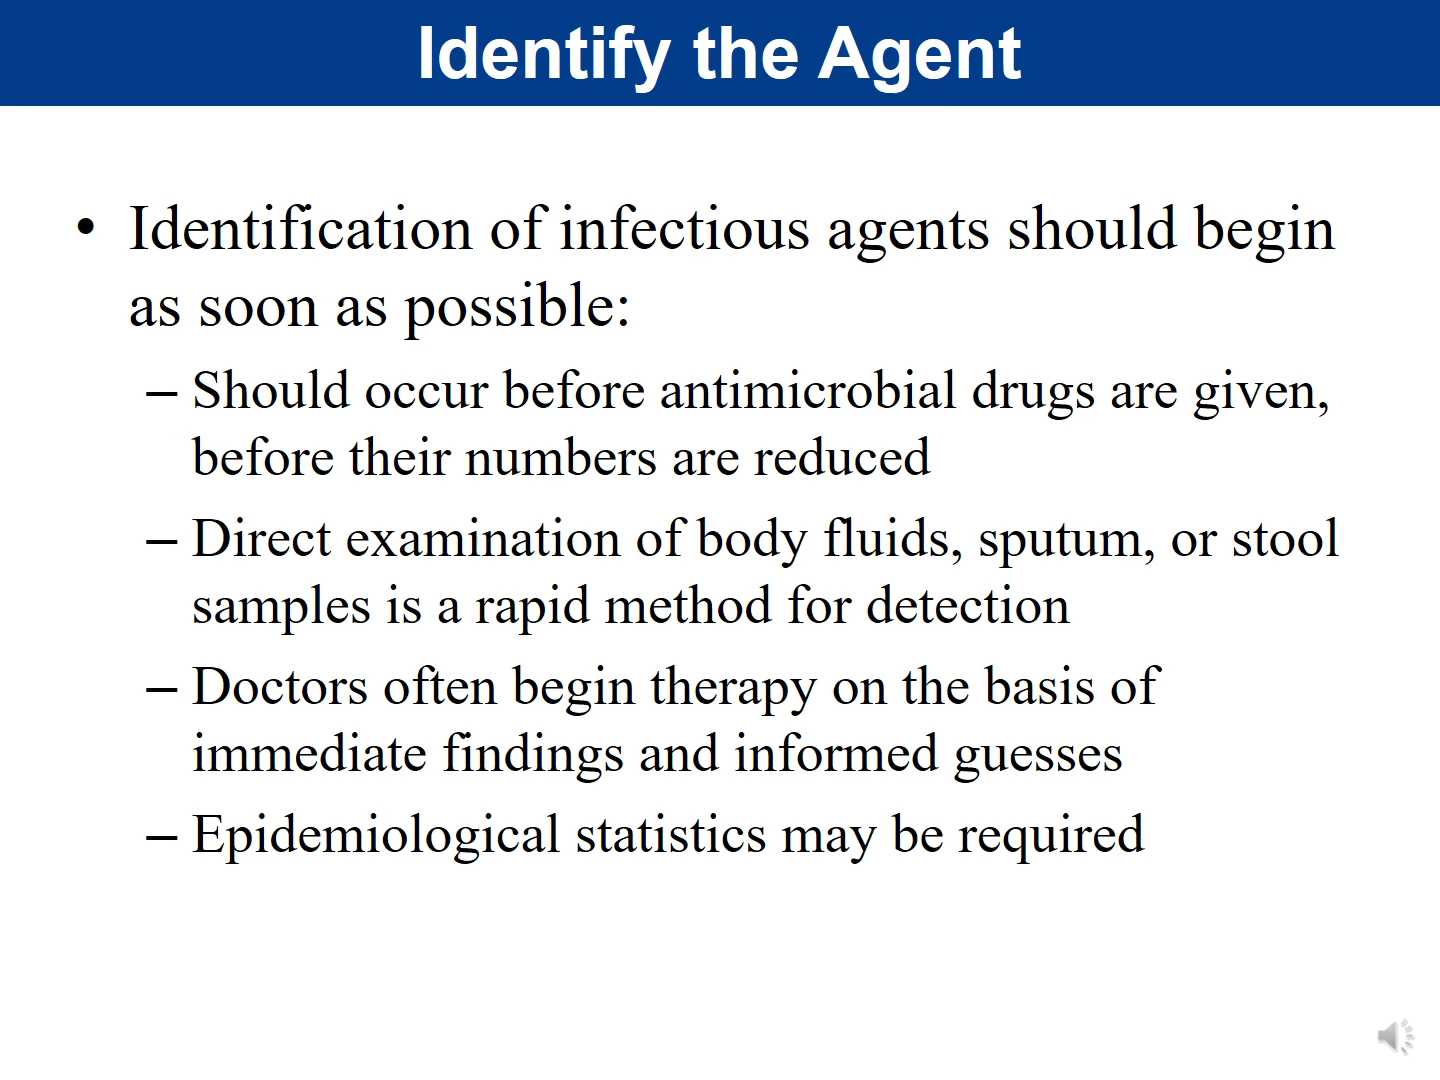 Identify the Agent
• Identification of infectious agents should begin
as soon as possible:
– Should occur before antimicrobial drugs are given,
before their numbers are reduced
– Direct examination of body fluids, sputum, or stool
samples is a rapid method for detection
– Doctors often begin therapy on the basis of
immediate findings and informed guesses
– Epidemiological statistics may be required